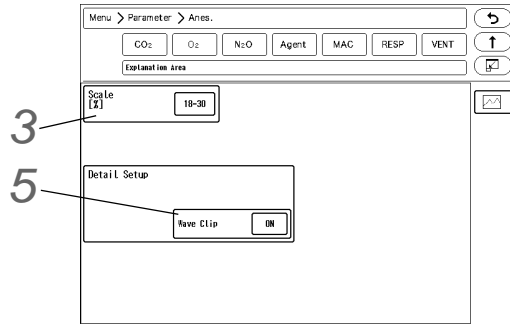 Menu > Parameter > Anes.
CO₂ O₂ N₂O Agent MAC RESP VENT
Explanation Area
Scale
[%]
18-30
3
Detail Setup
5
Wave Clip ON